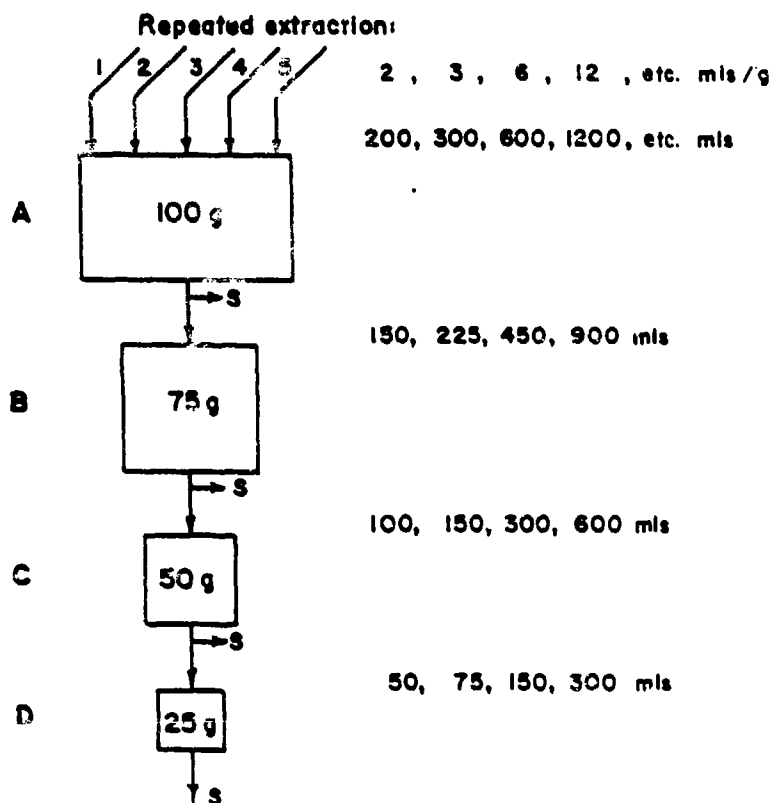 Repeated extraction:
1 2 3 4 5
2 , 3 , 6 , 12 , etc. mls/g
200, 300, 600, 1200, etc. mls
A
100 g
S
150, 225, 450, 900 mls
B
75 g
S
100, 150, 300, 600 mls
C
50 g
S
50, 75, 150, 300 mls
D
25 g
S